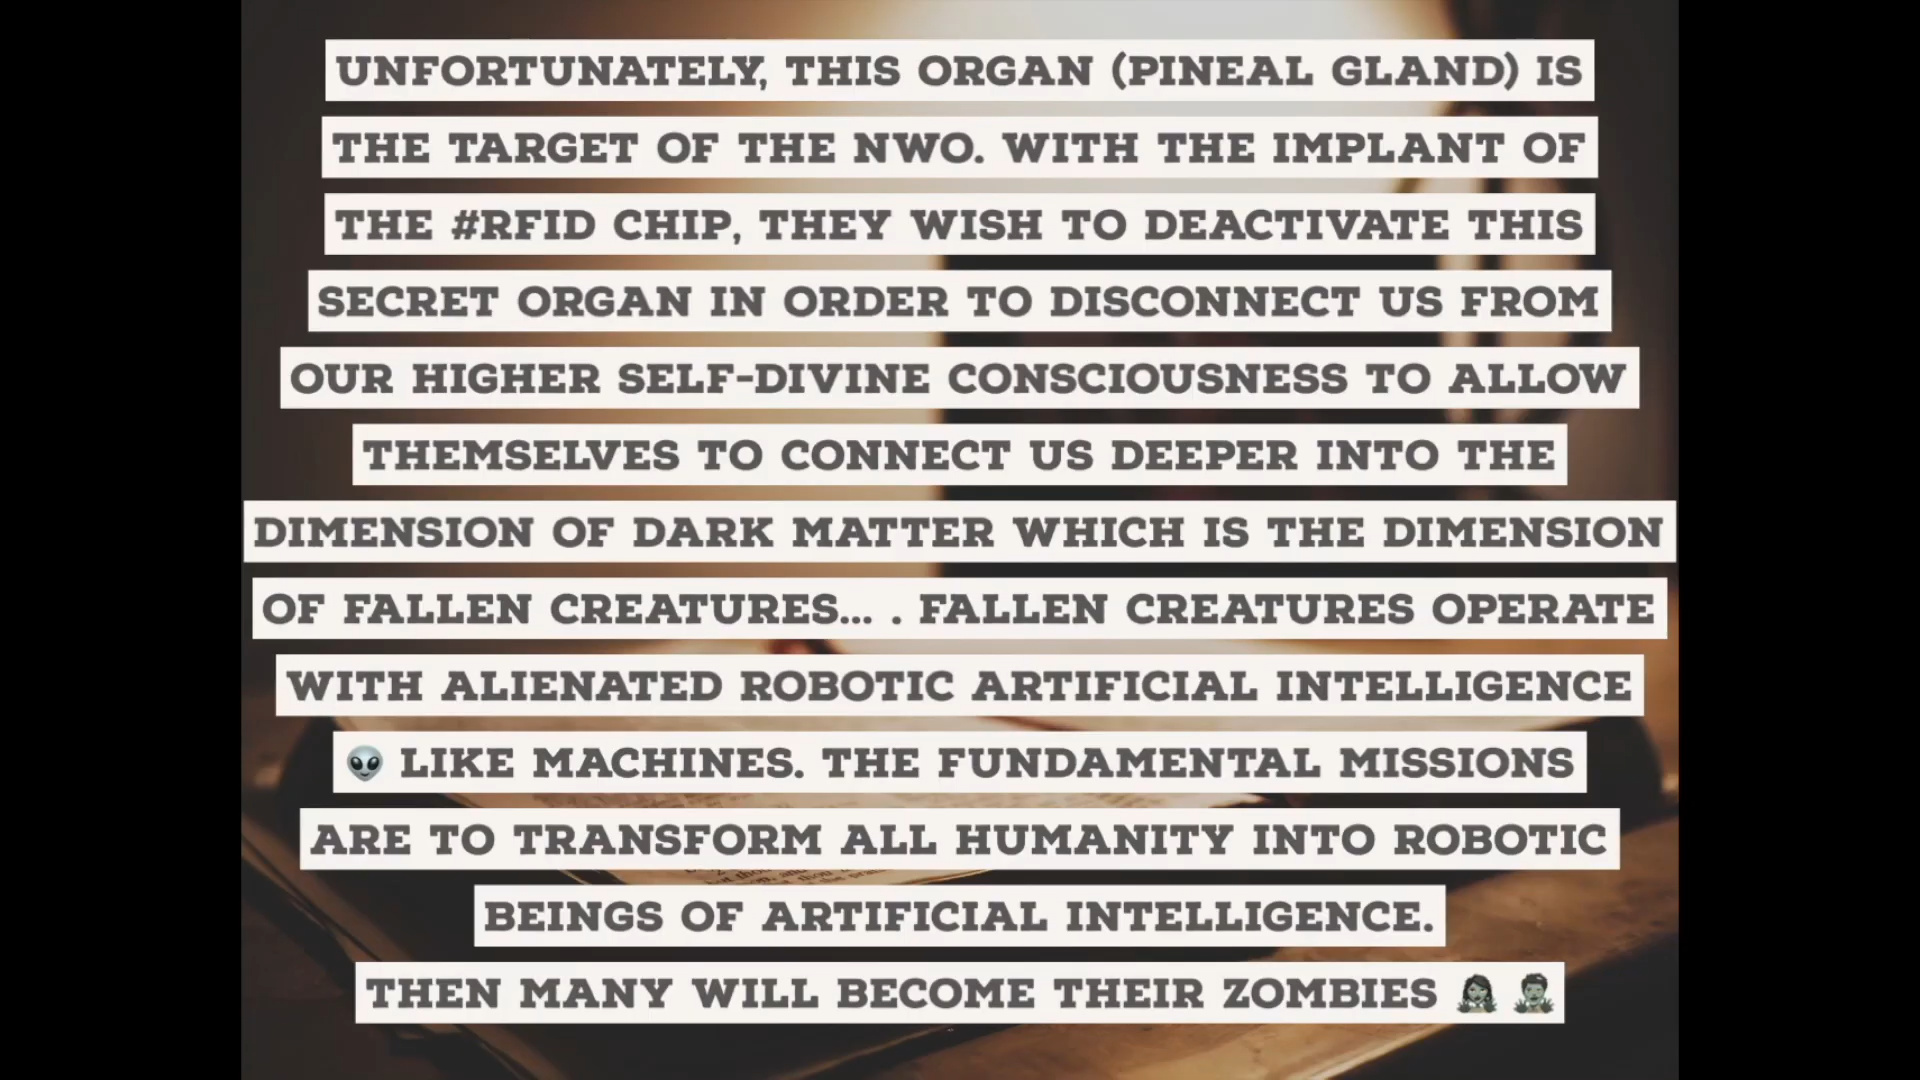 UNFORTUNATELY, THIS ORGAN (PINEAL GLAND) IS
THE TARGET OF THE NWO. WITH THE IMPLANT OF
THE #RFID CHIP, THEY WISH TO DEACTIVATE THIS
SECRET ORGAN IN ORDER TO DISCONNECT US FROM
OUR HIGHER SELF-DIVINE CONSCIOUSNESS TO ALLOW
THEMSELVES TO CONNECT US DEEPER INTO THE
DIMENSION OF DARK MATTER WHICH IS THE DIMENSION
OF FALLEN CREATURES... . FALLEN CREATURES OPERATE
WITH ALIENATED ROBOTIC ARTIFICIAL INTELLIGENCE
👽 LIKE MACHINES. THE FUNDAMENTAL MISSIONS
ARE TO TRANSFORM ALL HUMANITY INTO ROBOTIC
BEINGS OF ARTIFICIAL INTELLIGENCE.
THEN MANY WILL BECOME THEIR ZOMBIES 🧟‍♀️ 🧟‍♂️